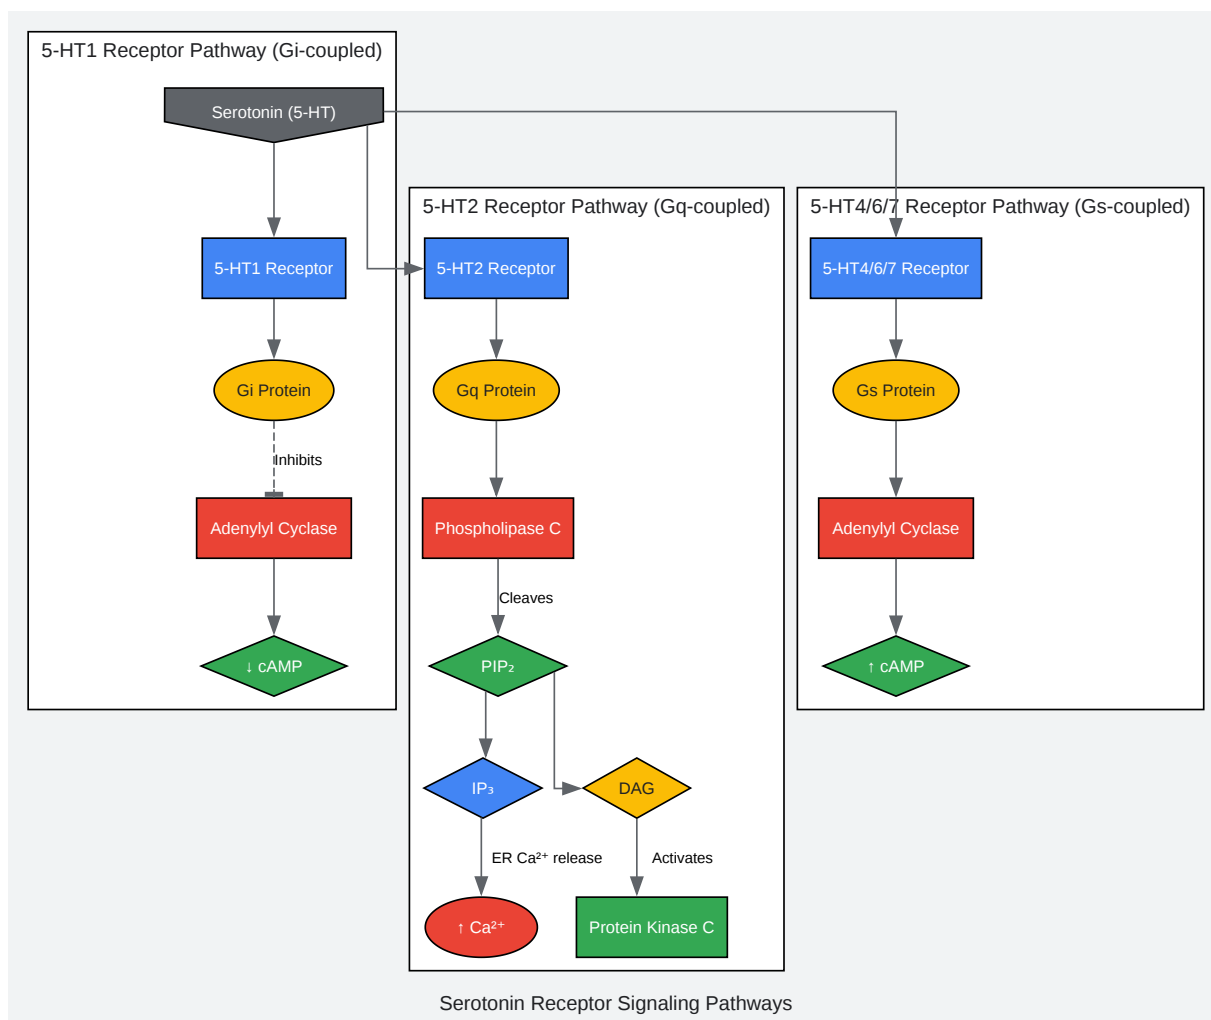 5-HT1 Receptor Pathway (Gi-coupled)
Serotonin (5-HT)
5-HT1 Receptor
Gi Protein
Inhibits
Adenylyl Cyclase
↓ cAMP
5-HT2 Receptor Pathway (Gq-coupled)
5-HT2 Receptor
Gq Protein
Phospholipase C
Cleaves
PIP₂
IP₃
DAG
ER Ca²⁺ release
Activates
↑ Ca²⁺
Protein Kinase C
5-HT4/6/7 Receptor Pathway (Gs-coupled)
5-HT4/6/7 Receptor
Gs Protein
Adenylyl Cyclase
↑ cAMP
Serotonin Receptor Signaling Pathways